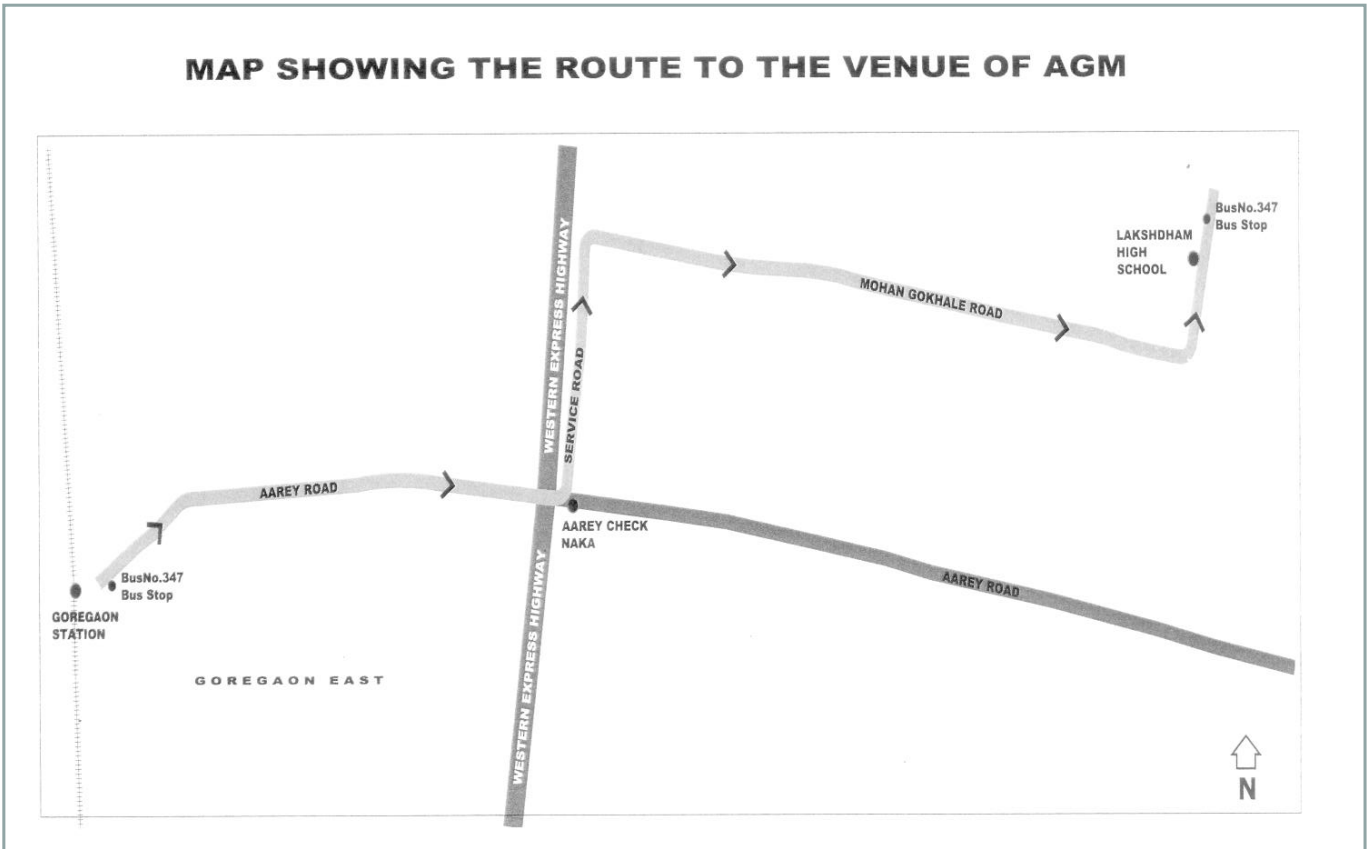 MAP SHOWING THE ROUTE TO THE VENUE OF AGM
BusNo.347
Bus Stop
LAKSHDHAM
HIGH
SCHOOL
WESTERN EXPRESS HIGHWAY
SERVICE ROAD
MOHAN GOKHALE ROAD
AAREY ROAD
AAREY CHECK
NAKA
AAREY ROAD
BusNo.347
Bus Stop
GOREGAON
STATION
GOREGAON EAST
WESTERN EXPRESS HIGHWAY
N